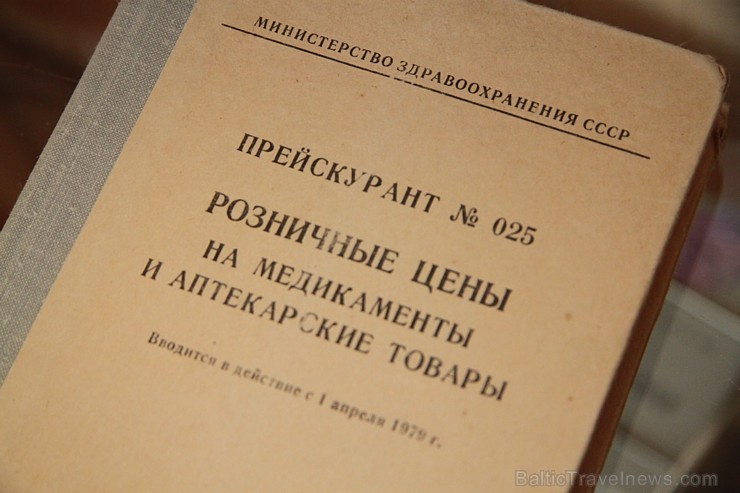 МИНИСТЕРСТВО ЗДРАВООХРАНЕНИЯ СССР
ПРЕЙСКУРАНТ № 025
РОЗНИЧНЫЕ ЦЕНЫ
НА МЕДИКАМЕНТЫ
И АПТЕКАРСКИЕ ТОВАРЫ
Вводится в действие с 1 апреля 1979 г.
BalticTravelnews.com